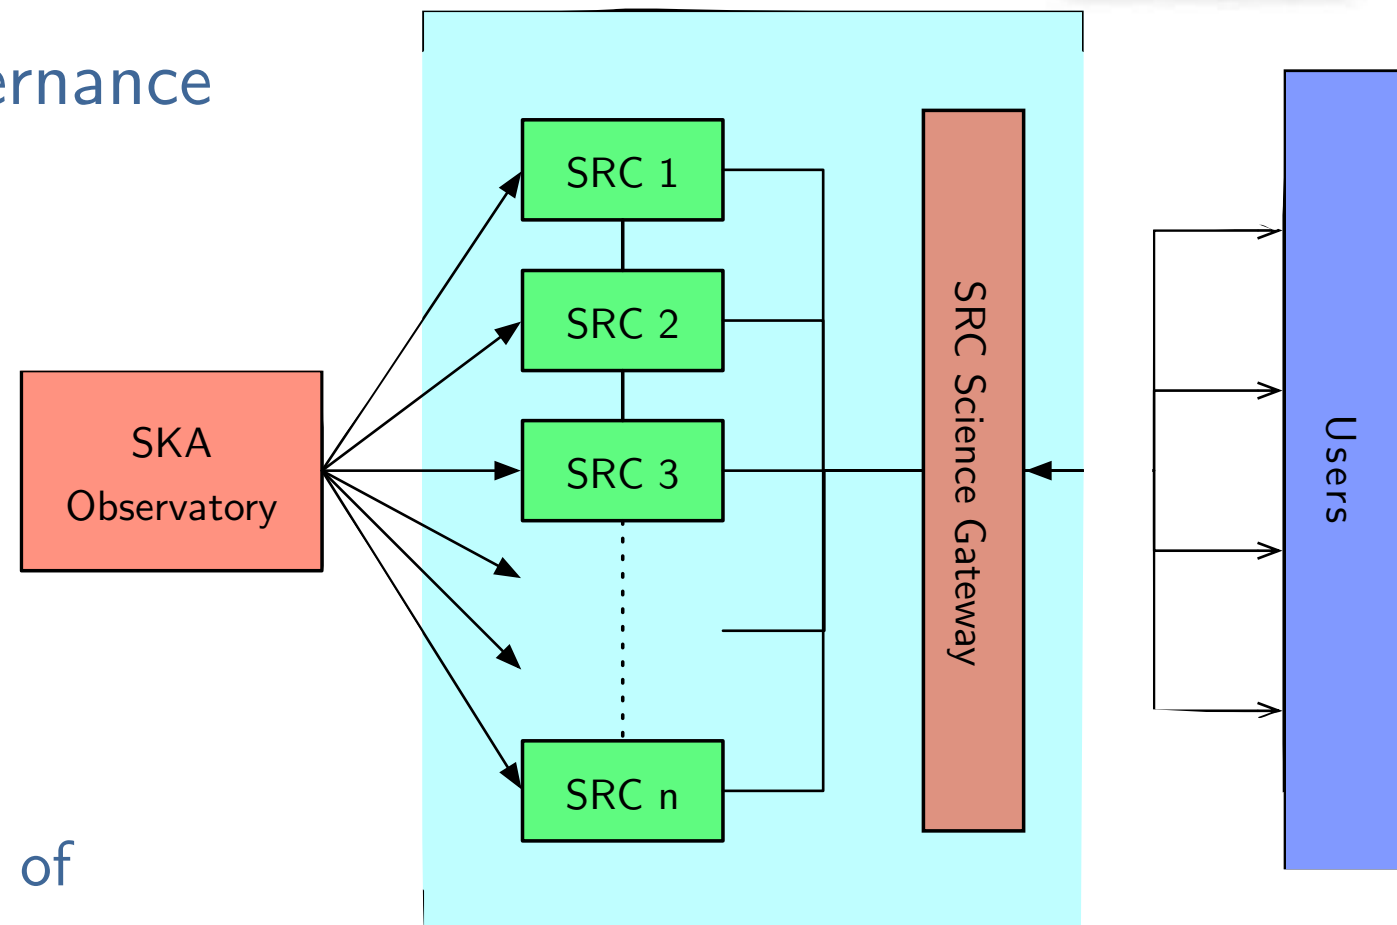 ernance
SRC 1
SRC 2
SKA
Observatory
SRC 3
SRC n
SRC Science Gateway
Users
of